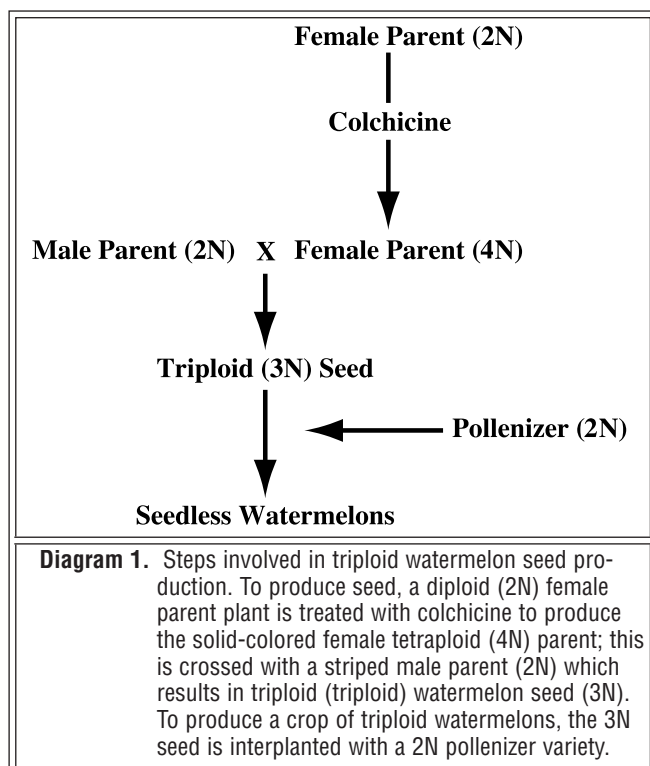 Female Parent (2N)
Colchicine
Male Parent (2N) X Female Parent (4N)
Triploid (3N) Seed
Pollenizer (2N)
Seedless Watermelons
Diagram 1. Steps involved in triploid watermelon seed pro-
duction. To produce seed, a diploid (2N) female
parent plant is treated with colchicine to produce
the solid-colored female tetraploid (4N) parent; this
is crossed with a striped male parent (2N) which
results in triploid (triploid) watermelon seed (3N).
To produce a crop of triploid watermelons, the 3N
seed is interplanted with a 2N pollenizer variety.